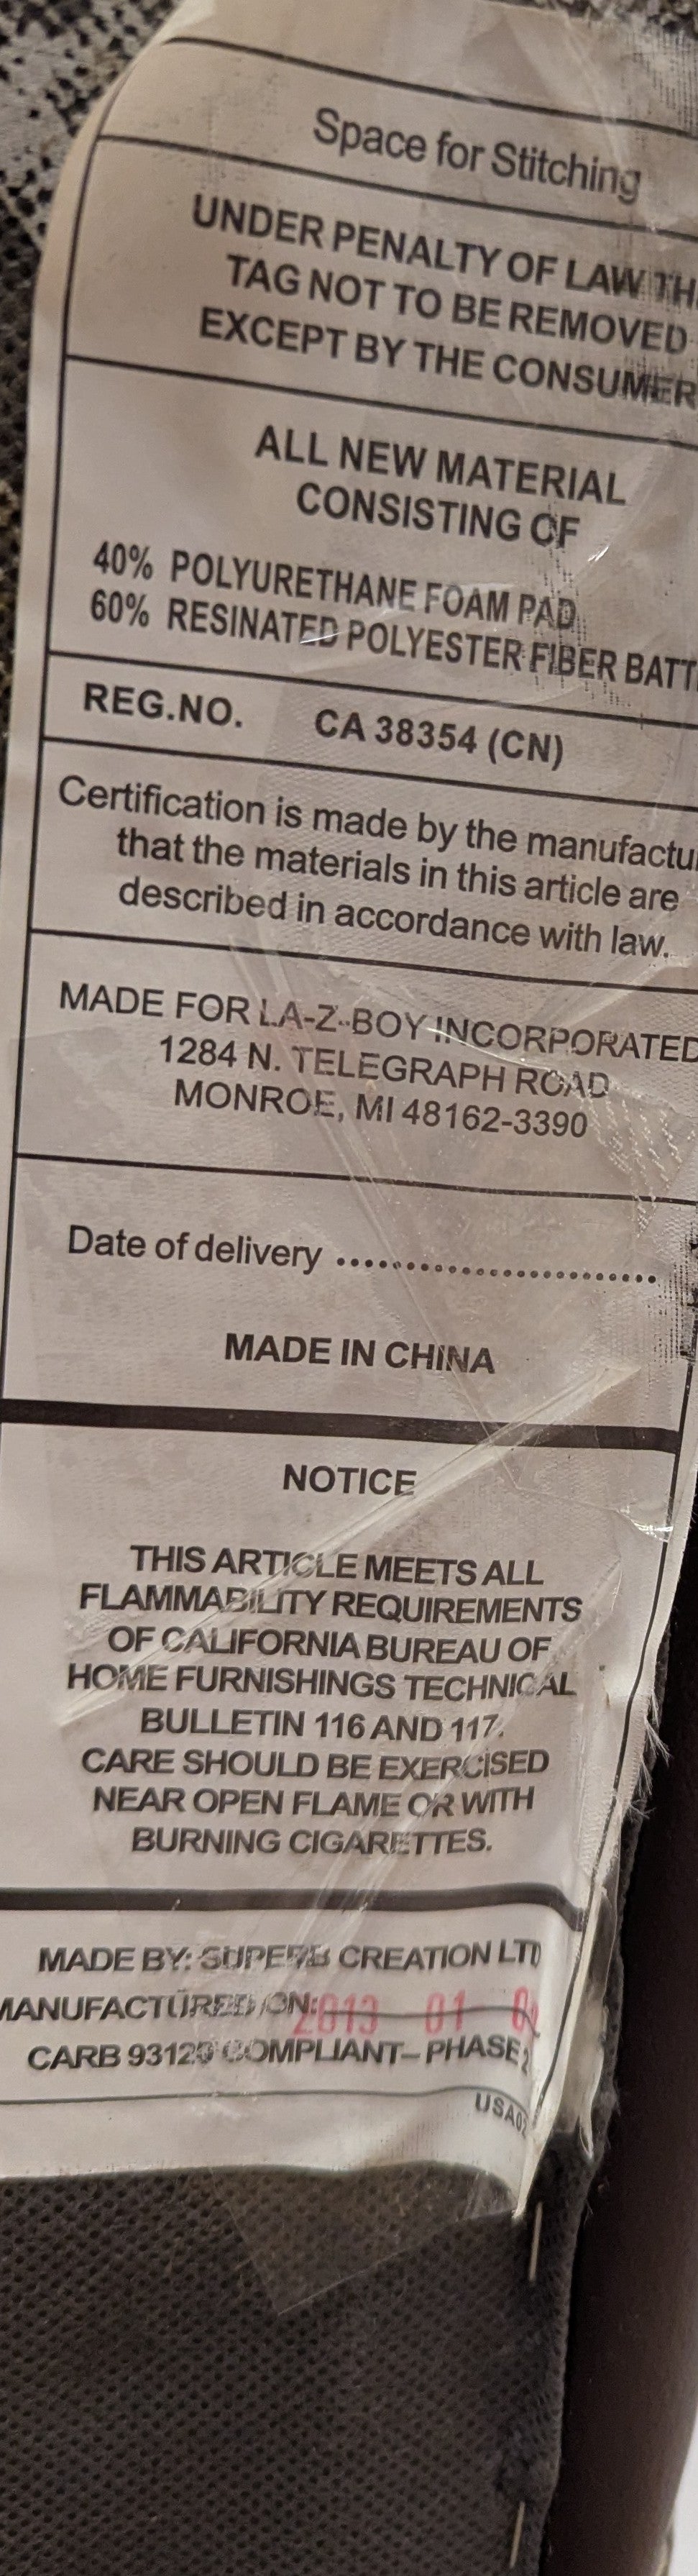 Space for Stitching
UNDER PENALTY OF LAW TH
TAG NOT TO BE REMOVED
EXCEPT BY THE CONSUMER
ALL NEW MATERIAL
CONSISTING OF
40% POLYURETHANE FOAM PAD
60% RESINATED POLYESTER FIBER BATT
REG.NO. CA 38354 (CN)
Certification is made by the manufactu
that the materials in this article are
described in accordance with law.
MADE FOR LA-Z-BOY INCORPORATED
1284 N. TELEGRAPH ROAD
MONROE, MI 48162-3390
Date of delivery ........................
MADE IN CHINA
NOTICE
THIS ARTICLE MEETS ALL
FLAMMABILITY REQUIREMENTS
OF CALIFORNIA BUREAU OF
HOME FURNISHINGS TECHNICAL
BULLETIN 116 AND 117.
CARE SHOULD BE EXERCISED
NEAR OPEN FLAME OR WITH
BURNING CIGARETTES.
MADE BY: SUPERB CREATION LTD
MANUFACTURED ON: 2013 01
CARB 93120 COMPLIANT– PHASE 2